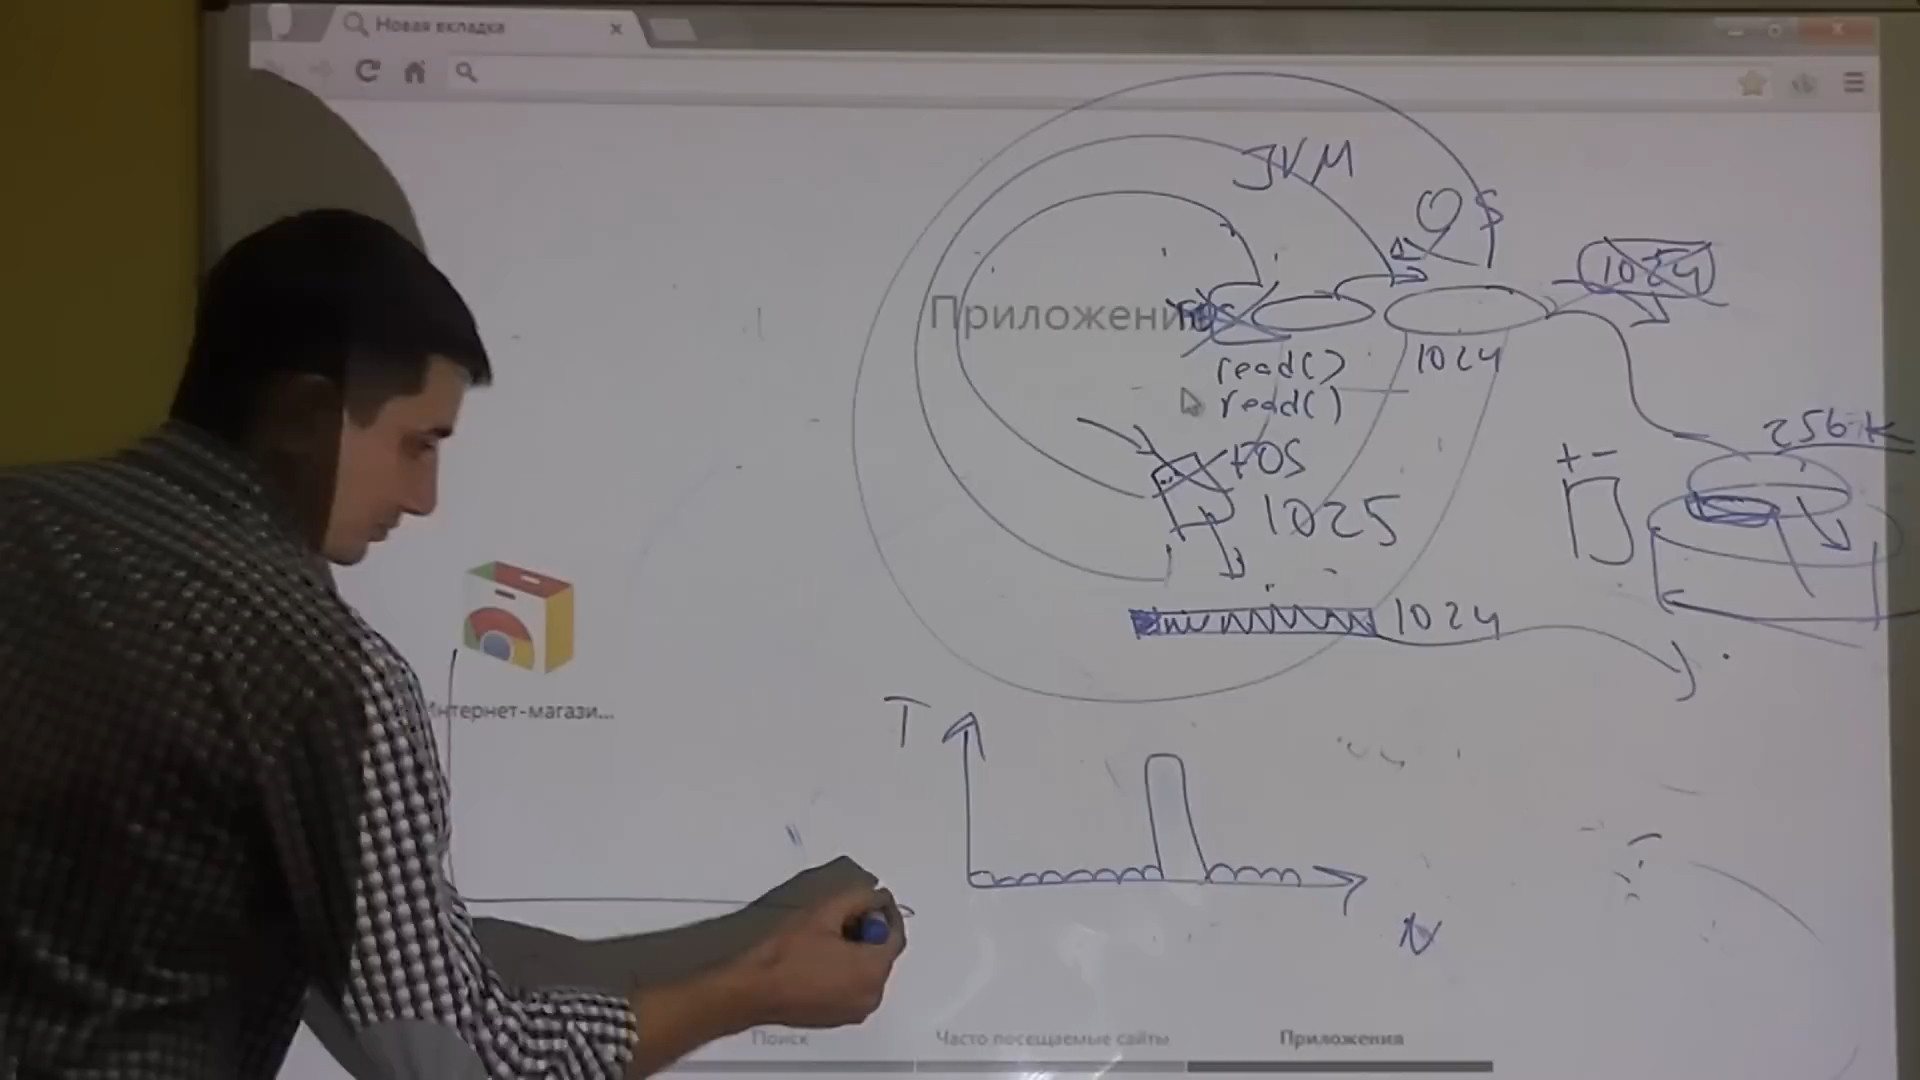 Новая вкладка
JVM
OS
1024
Приложения
read()
1024
read()
256 K
+ -
fOS
1025
1024
Интернет-магази...
T
N
Поиск
Часто посещаемые сайты
Приложения